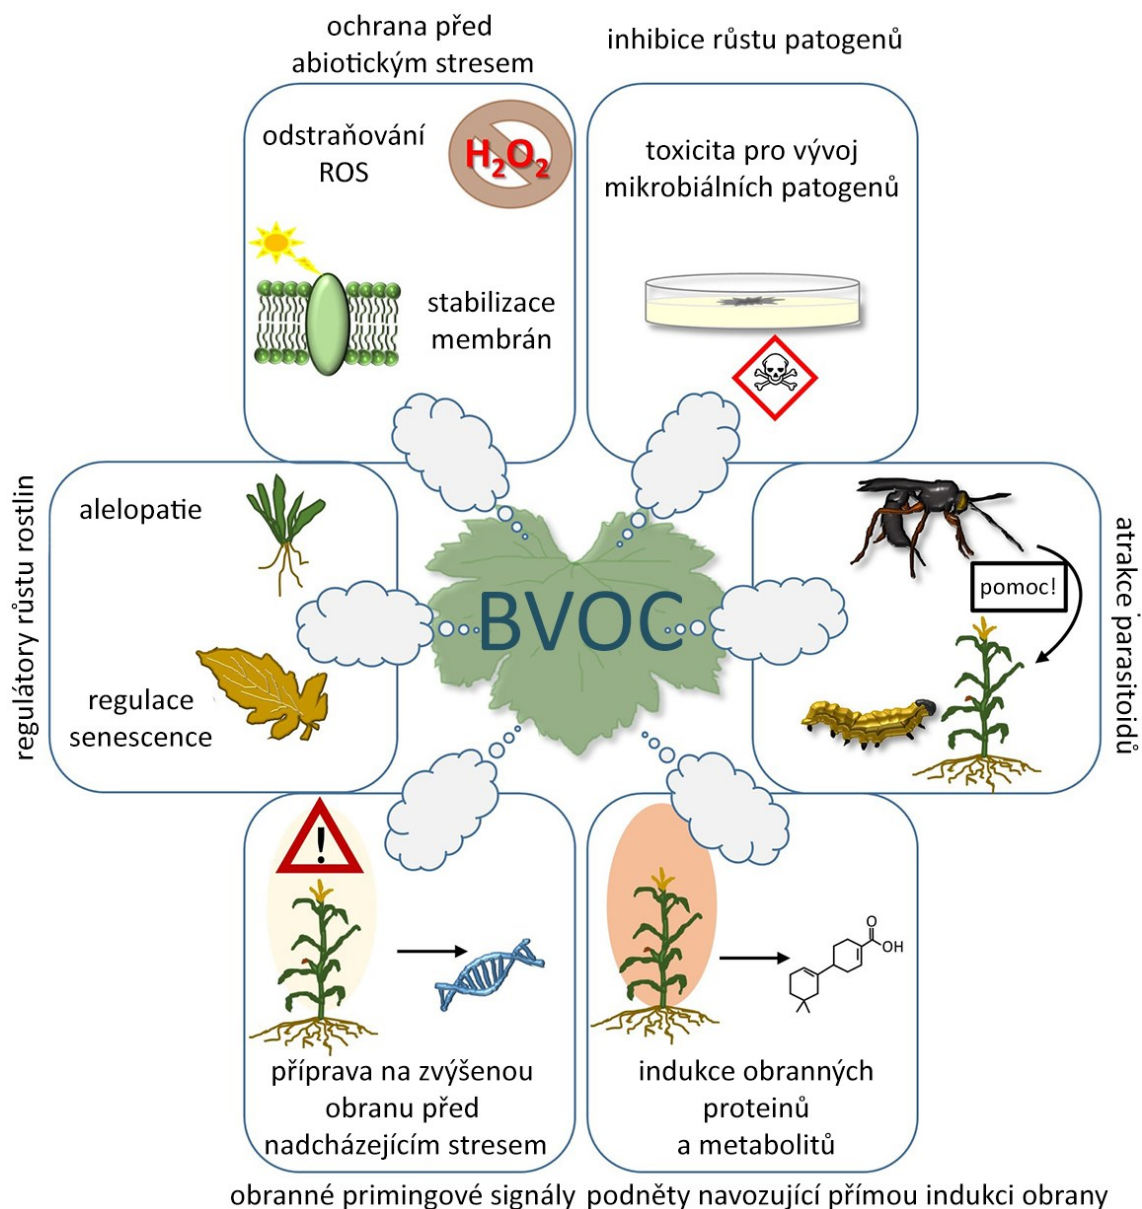 ochrana před
abiotickým stresem
inhibice růstu patogenů
odstraňování
ROS
H₂O₂
stabilizace
membrán
toxicita pro vývoj
mikrobiálních patogenů
regulátory růstu rostlin
alelopatie
regulace
senescence
BVOC
pomoc!
atrakce parasitoidů
!
příprava na zvýšenou
obranu před
nadcházejícím stresem
O
OH
indukce obranných
proteinů
a metabolitů
obranné primingové signály
podněty navozující přímou indukci obrany